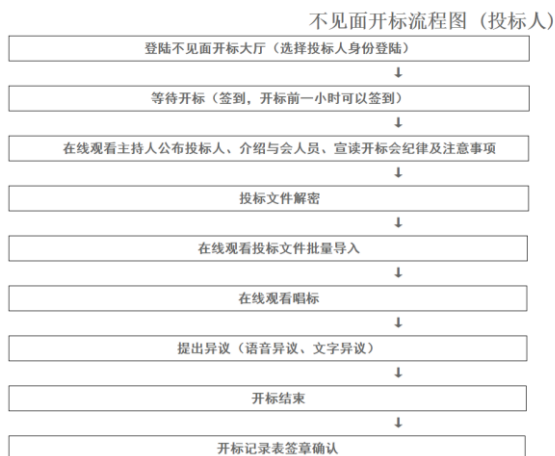 不见面开标流程图（投标人）
登陆不见面开标大厅（选择投标人身份登陆）
↓
等待开标（签到，开标前一小时可以签到）
↓
在线观看主持人公布投标人、介绍与会人员、宣读开标会纪律及注意事项
↓
投标文件解密
↓
在线观看投标文件批量导入
↓
在线观看唱标
↓
提出异议（语音异议、文字异议）
↓
开标结束
↓
开标记录表签章确认